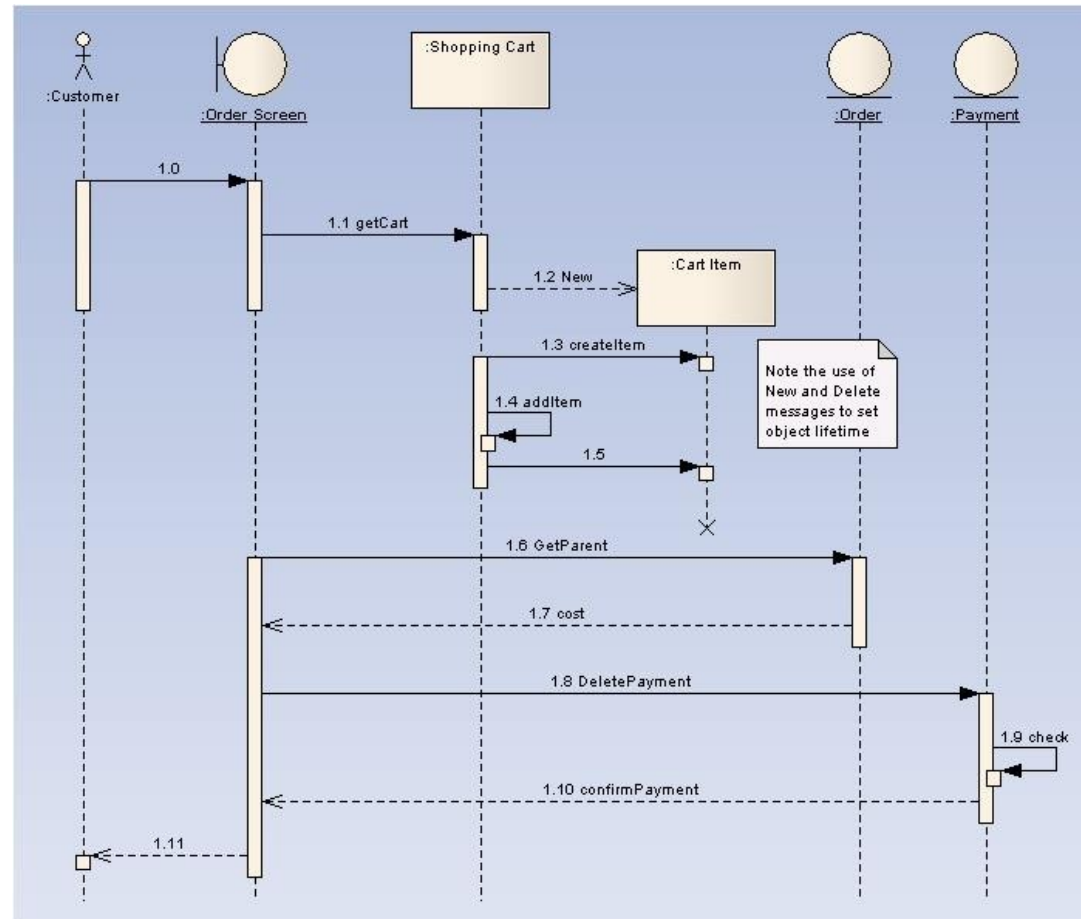 :Shopping Cart
:Customer
:Order Screen
:Order
:Payment
1.0
1.1 getCart
1.2 New
:Cart Item
1.3 createItem
Note the use of
New and Delete
messages to set
object lifetime
1.4 addItem
1.5
1.6 GetParent
1.7 cost
1.8 DeletePayment
1.9 check
1.10 confirmPayment
1.11